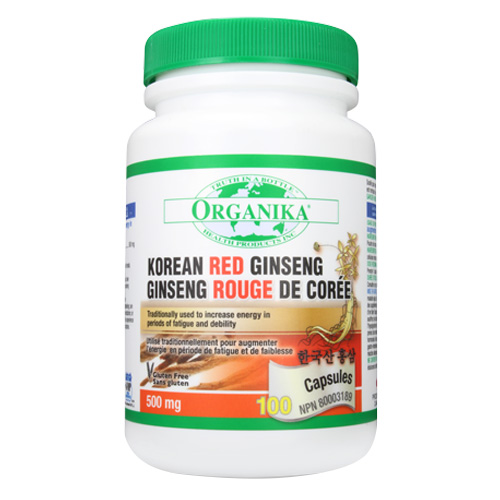 TRUTH IN A BOTTLE
ORGANIKA®
HEALTH PRODUCTS INC
KOREAN RED GINSENG
GINSENG ROUGE DE CORÉE
Traditionally used to increase energy in
periods of fatigue and debility
Utilisé traditionnellement pour augmenter
l'énergie en période de fatigue et de faiblesse
한국산 홍삼
Gluten Free
Sans gluten
500 mg
100
Capsules
NPN 80003189